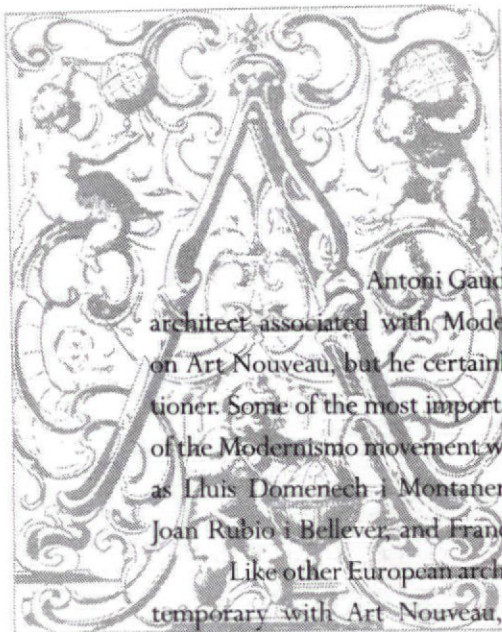 Antoni Gaud
architect associated with Mode
on Art Nouveau, but he certain
tioner. Some of the most import
of the Modernismo movement w
as Lluis Domenech i Montaner
Joan Rubio i Bellever, and Franc
Like other European arch
temporary with Art Nouveau,